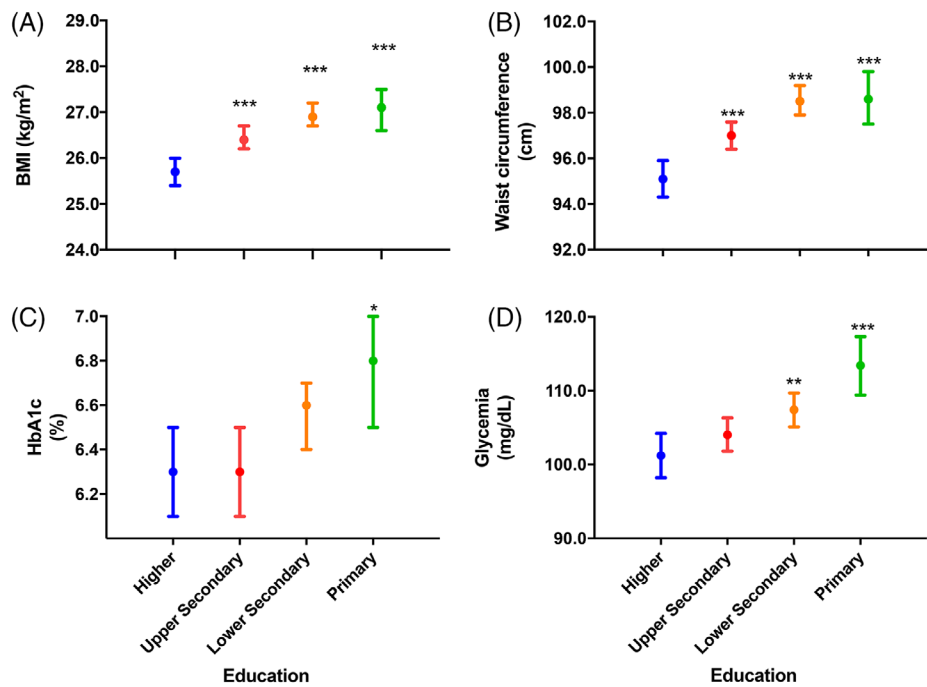 (A)
BMI (kg/m²)
29.0
28.0
27.0
26.0
25.0
24.0
***
***
***
(B)
Waist circumference
(cm)
102.0
100.0
98.0
96.0
94.0
92.0
***
***
***
(C)
HbA1c
(%)
7.0
6.8
6.6
6.4
6.2
*
Higher
Upper Secondary
Lower Secondary
Primary
Education
(D)
Glycemia
(mg/dL)
120.0
110.0
100.0
90.0
**
***
Higher
Upper Secondary
Lower Secondary
Primary
Education